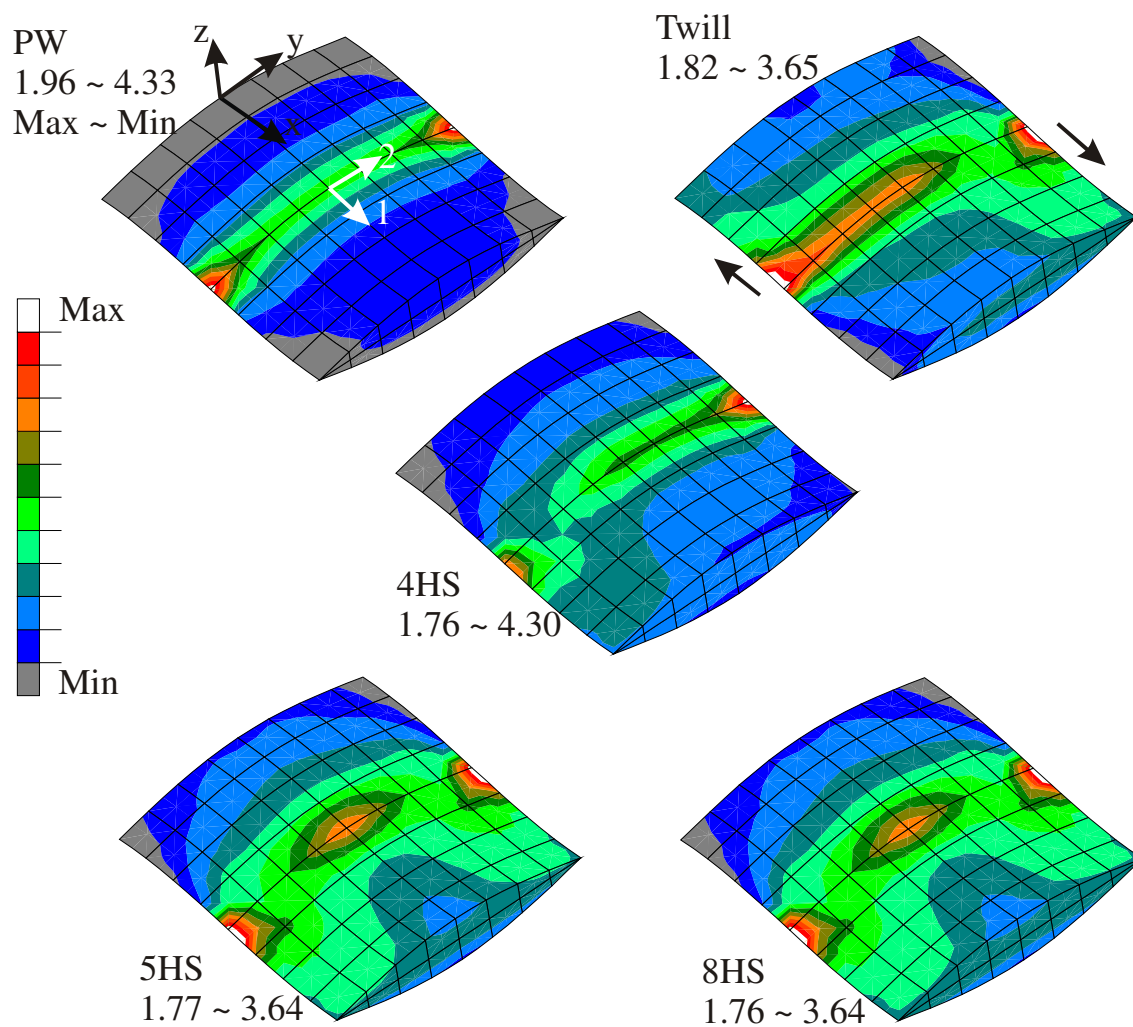 PW
1.96 ~ 4.33
Max ~ Min
z
y
x
2
1
Twill
1.82 ~ 3.65
Max
Min
4HS
1.76 ~ 4.30
5HS
1.77 ~ 3.64
8HS
1.76 ~ 3.64